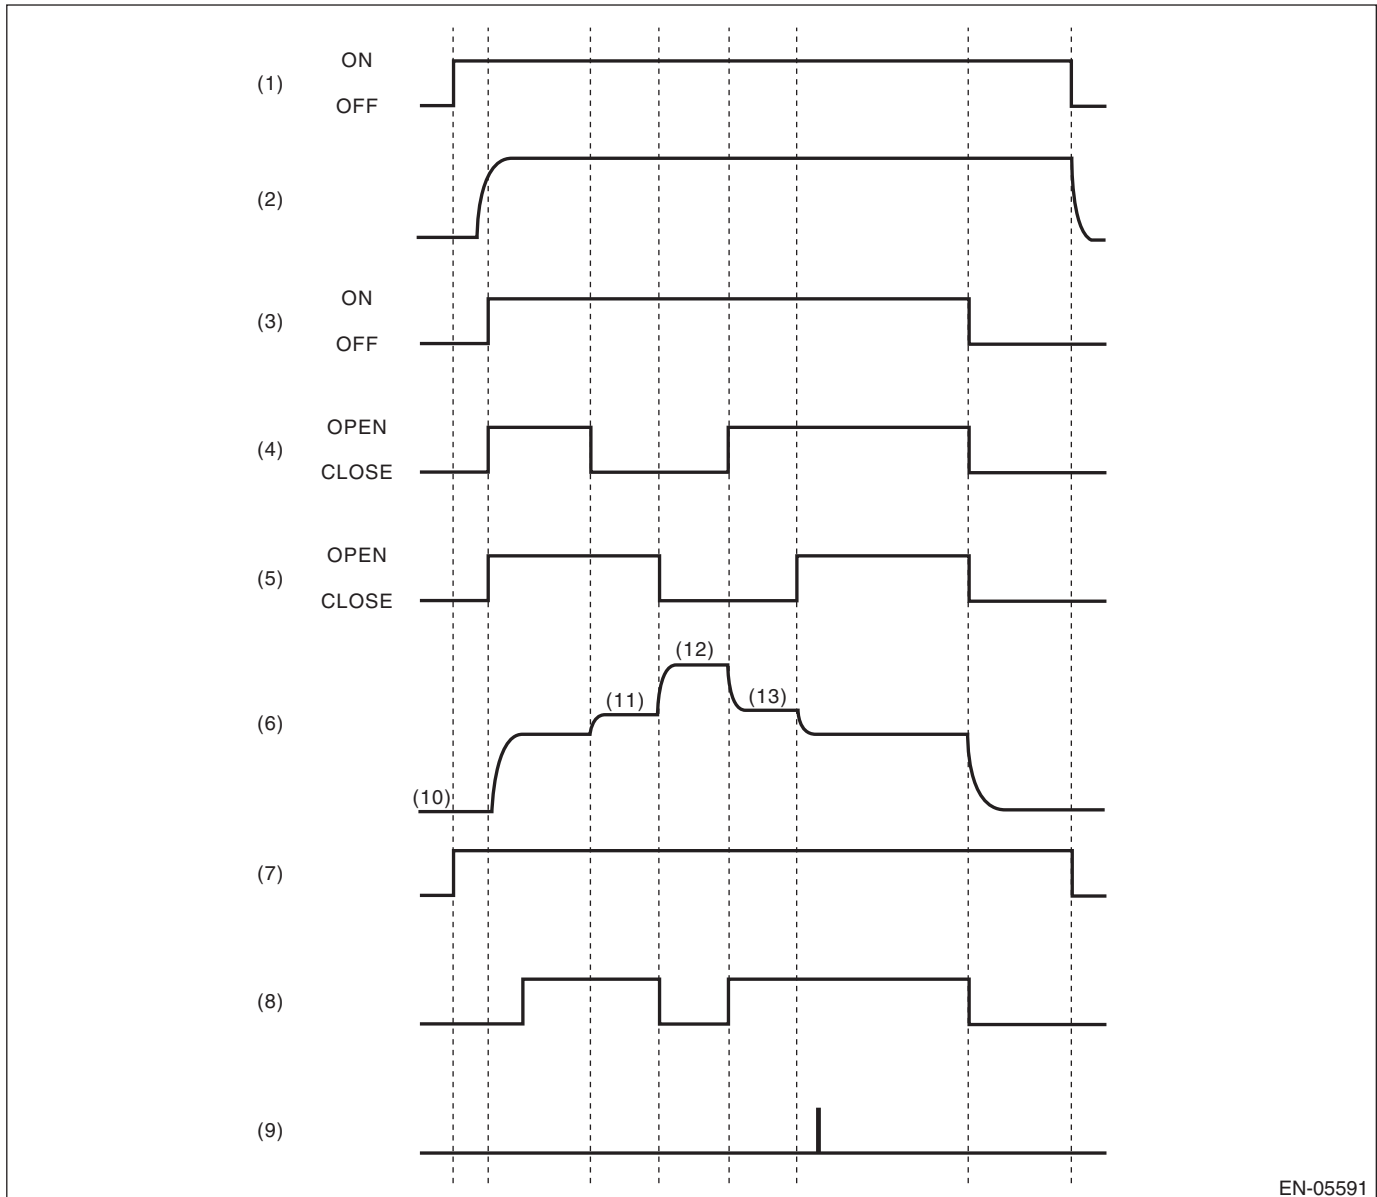 ON
(1)
OFF
(2)
ON
(3)
OFF
OPEN
(4)
CLOSE
OPEN
(5)
CLOSE
(12)
(11)
(13)
(6)
(10)
(7)
(8)
(9)
EN-05591